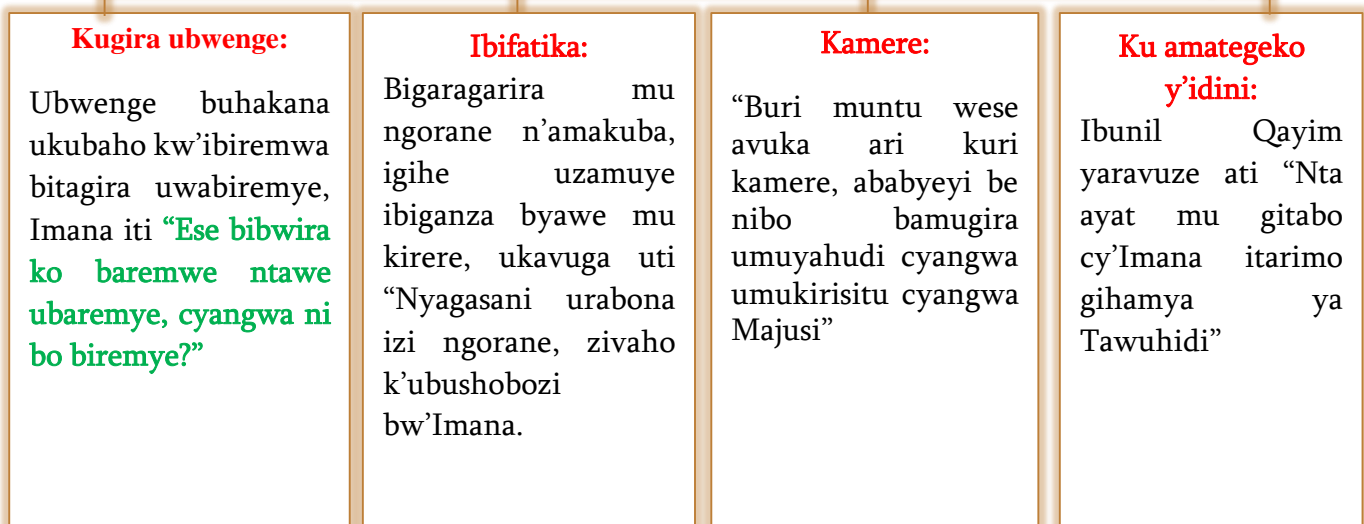 Kugira ubwenge:
Ubwenge buhakana
ukubaho kw’ibiremwa
bitagira uwabiremye,
Imana iti “Ese bibwira
ko baremwe ntawe
ubaremye, cyangwa ni
bo biremye?”
Ibifatika:
Bigaragarira mu
ngorane n’amakuba,
igihe uzamuye
ibiganza byawe mu
kirere, ukavuga uti
“Nyagasani urabona
izi ngorane, zivaho
k’ubushobozi
bw’Imana.
Kamere:
“Buri muntu wese
avuka ari kuri
kamere, ababyeyi be
nibo bamugira
umuyahudi cyangwa
umukirisitu cyangwa
Majusi”
Ku amategeko
y’idini:
Ibunil Qayim
yaravuze ati “Nta
ayat mu gitabo
cy’Imana itarimo
gihamya ya
Tawuhidi”